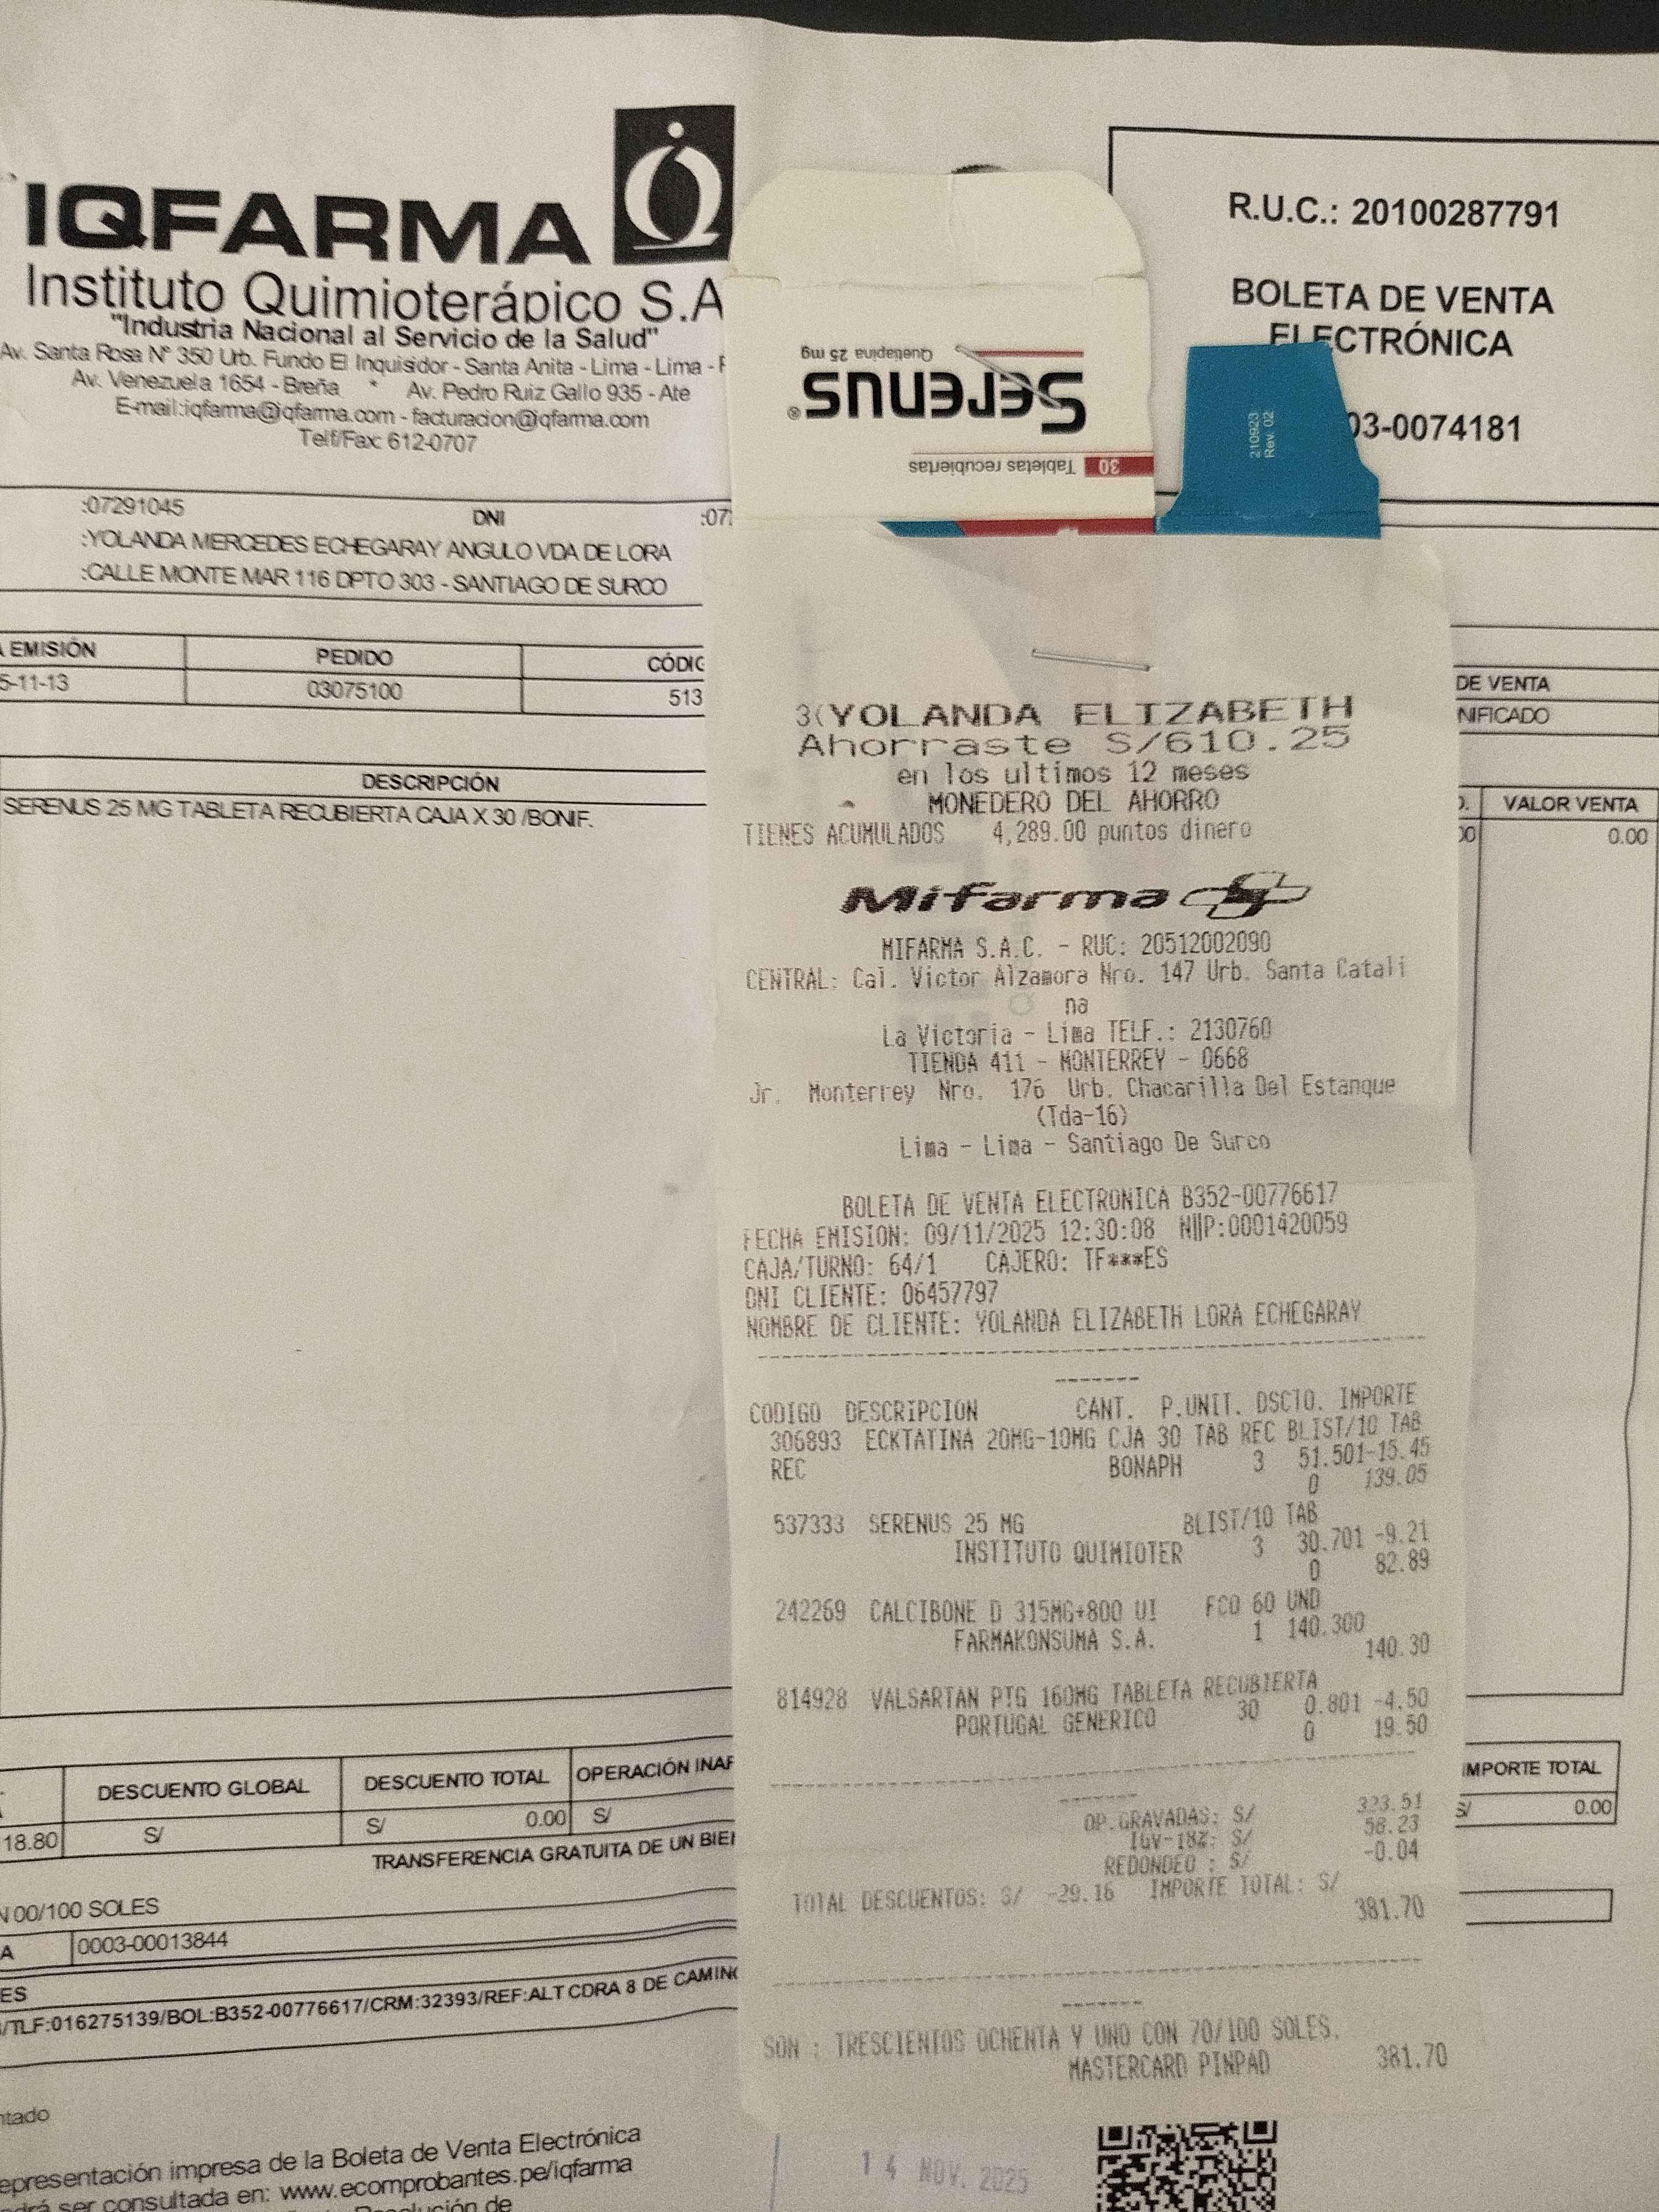 IQFARMA
Instituto Quimioterápico S.A
"Industria Nacional al Servicio de la Salud"
Av. Santa Rosa Nº 350 Urb. Fundo El Inquisidor - Santa Anita - Lima - Lima -
Av. Venezuela 1654 - Breña * Av. Pedro Ruiz Gallo 935 - Ate
E-mail:iqfarma@iqfarma.com - facturacion@iqfarma.com
Telf/Fax: 612-0707
R.U.C.: 20100287791
BOLETA DE VENTA
ELECTRÓNICA
03-0074181
Quetiapina 25 mg
Serenus®
30 Tabletas recubiertas
210923
Rev. 02
:07291045 DNI :07
:YOLANDA MERCEDES ECHEGARAY ANGULO VDA DE LORA
:CALLE MONTE MAR 116 DPTO 303 - SANTIAGO DE SURCO
A EMISIÓN PEDIDO CÓDIG
5-11-13 03075100 513
DE VENTA
NIFICADO
DESCRIPCIÓN
SERENUS 25 MG TABLETA RECUBIERTA CAJA X 30 /BONIF.
VALOR VENTA
00 0.00
3(YOLANDA ELIZABETH
Ahorraste S/610.25
en los ultimos 12 meses
MONEDERO DEL AHORRO
TIENES ACUMULADOS 4,289.00 puntos dinero
Mifarma
MIFARMA S.A.C. - RUC: 20512002090
CENTRAL: Cal. Victor Alzamora Nro. 147 Urb. Santa Catali
na
La Victoria - Lima TELF.: 2130760
TIENDA 411 - MONTERREY - 0668
Jr. Monterrey Nro. 176 Urb. Chacarilla Del Estanque
(Tda-16)
Lima - Lima - Santiago De Surco
BOLETA DE VENTA ELECTRONICA B352-00776617
FECHA EMISION: 09/11/2025 12:30:08 N||P:0001420059
CAJA/TURNO: 64/1 CAJERO: TF***ES
DNI CLIENTE: 06457797
NOMBRE DE CLIENTE: YOLANDA ELIZABETH LORA ECHEGARAY
CODIGO DESCRIPCION CANT. P.UNIT. DSCTO. IMPORTE
306893 ECKTATINA 20MG-10MG CJA 30 TAB REC BLIST/10 TAB
REC BONAPH 3 51.501-15.45
0 139.05
537333 SERENUS 25 MG BLIST/10 TAB
INSTITUTO QUIMIOTER 3 30.701 -9.21
0 82.89
242269 CALCIBONE D 315MG+800 UI FCO 60 UND
FARMAKONSUMA S.A. 1 140.300
140.30
814928 VALSARTAN PTG 160MG TABLETA RECUBIERTA
PORTUGAL GENERICO 30 0.801 -4.50
0 19.50
OP.GRAVADAS: S/ 323.51
IGV-18%: S/ 58.23
REDONDEO : S/ -0.04
TOTAL DESCUENTOS: S/ -29.16 IMPORTE TOTAL: S/
381.70
SON : TRESCIENTOS OCHENTA Y UNO CON 70/100 SOLES.
MASTERCARD PINPAD 381.70
14 NOV. 2025
DESCUENTO GLOBAL DESCUENTO TOTAL OPERACIÓN INAF
18.80 S/ S/ 0.00 S/
IMPORTE TOTAL
S/ 0.00
TRANSFERENCIA GRATUITA DE UN BIEN
N 00/100 SOLES
A 0003-00013844
ES
/TLF:016275139/BOL:B352-00776617/CRM:32393/REF:ALT CDRA 8 DE CAMINO
ntado
epresentación impresa de la Boleta de Venta Electrónica
drá ser consultada en: www.ecomprobantes.pe/iqfarma